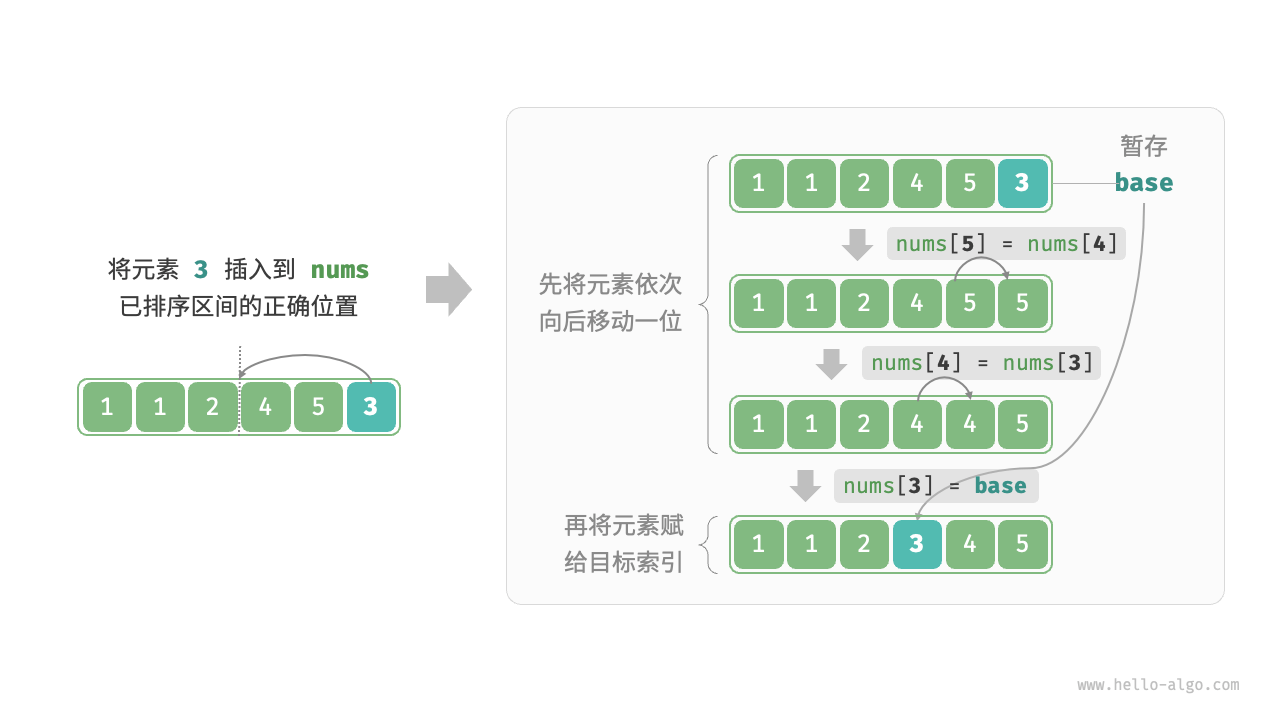 将元素 3 插入到 nums
已排序区间的正确位置
1 1 2 4 5 3
暂存
base
1 1 2 4 5 3
nums[5] = nums[4]
先将元素依次
向后移动一位
1 1 2 4 5 5
nums[4] = nums[3]
1 1 2 4 4 5
nums[3] = base
再将元素赋
给目标索引
1 1 2 3 4 5
www.hello-algo.com